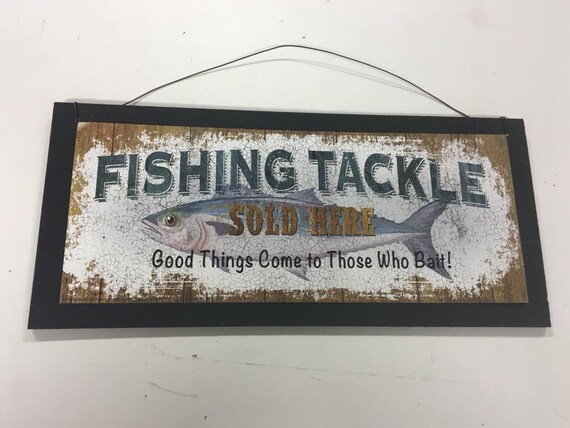 FISHING TACKLE
SOLD HERE
Good Things Come to Those Who Bait!